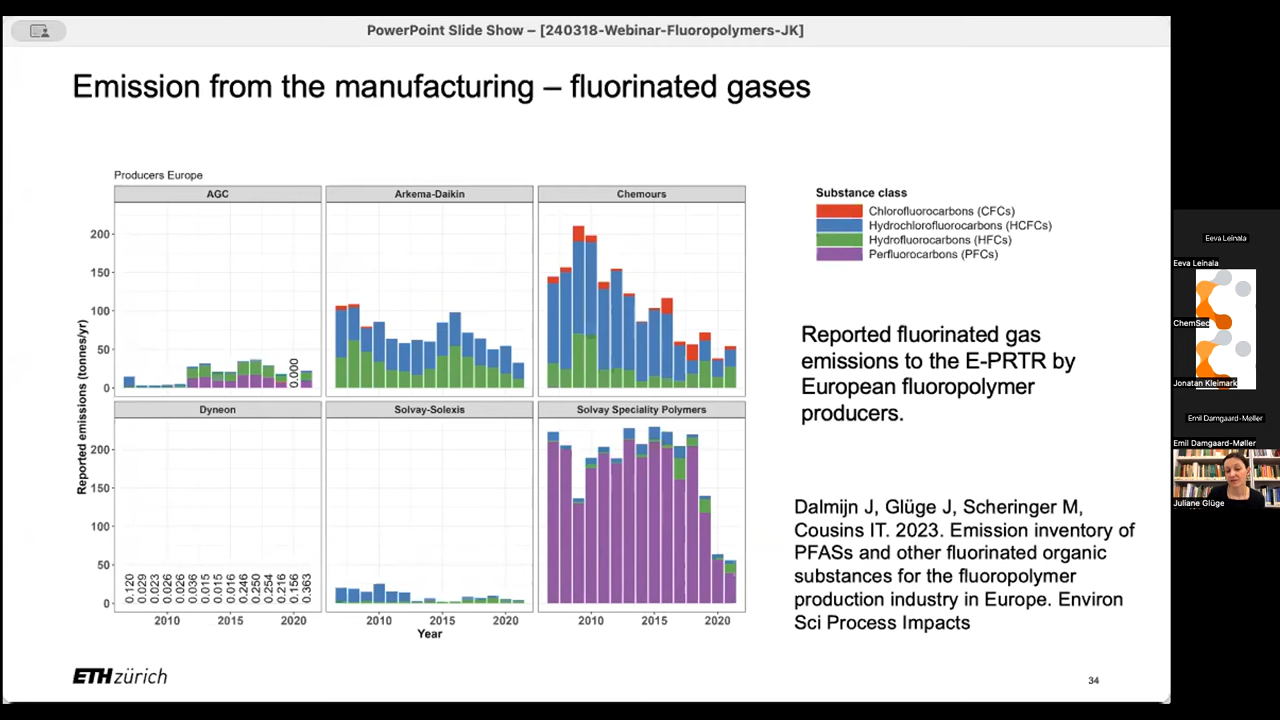 PowerPoint Slide Show – [240318-Webinar-Fluoropolymers-JK]
Emission from the manufacturing – fluorinated gases
Producers Europe
AGC
Arkema-Daikin
Chemours
200
150
100
50
0
0.000
Dyneon
Solvay-Solexis
Solvay Speciality Polymers
200
150
100
50
0
0.120
0.029
0.023
0.026
0.026
0.036
0.015
0.015
0.016
0.246
0.250
0.254
0.216
0.156
0.363
2010 2015 2020
2010 2015 2020
2010 2015 2020
Year
Reported emissions (tonnes/yr)
Substance class
Chlorofluorocarbons (CFCs)
Hydrochlorofluorocarbons (HCFCs)
Hydrofluorocarbons (HFCs)
Perfluorocarbons (PFCs)
Reported fluorinated gas
emissions to the E-PRTR by
European fluoropolymer
producers.
Dalmijn J, Glüge J, Scheringer M,
Cousins IT. 2023. Emission inventory of
PFASs and other fluorinated organic
substances for the fluoropolymer
production industry in Europe. Environ
Sci Process Impacts
ETH zürich
34
Eeva Leinala
Eeva Leinala
ChemSec
Jonatan Kleimark
Emil Damgaard-Møller
Emil Damgaard-Møller
Juliane Glüge